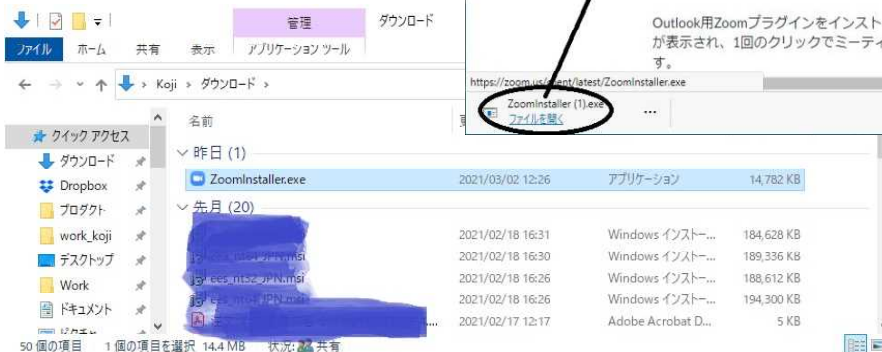 管理
ダウンロード
ファイル
ホーム
共有
表示
アプリケーション ツール
Koji › ダウンロード ›
Outlook用Zoomプラグインをインスト
が表示され、1回のクリックでミーティ
す。
https://zoom.us/client/latest/ZoomInstaller.exe
ZoomInstaller (1).exe
ファイルを開く
...
名前
クイック アクセス
ダウンロード
Dropbox
プロダクト
work_koji
デスクトップ
Work
ドキュメント
昨日 (1)
ZoomInstaller.exe 2021/03/02 12:26 アプリケーション 14,782 KB
先月 (20)
2021/02/18 16:31 Windows インストー... 184,628 KB
2021/02/18 16:30 Windows インストー... 189,336 KB
2021/02/18 16:26 Windows インストー... 188,612 KB
2021/02/18 16:26 Windows インストー... 194,300 KB
2021/02/17 12:17 Adobe Acrobat D... 5 KB
50 個の項目 1 個の項目を選択 14.4 MB 状況: 共有